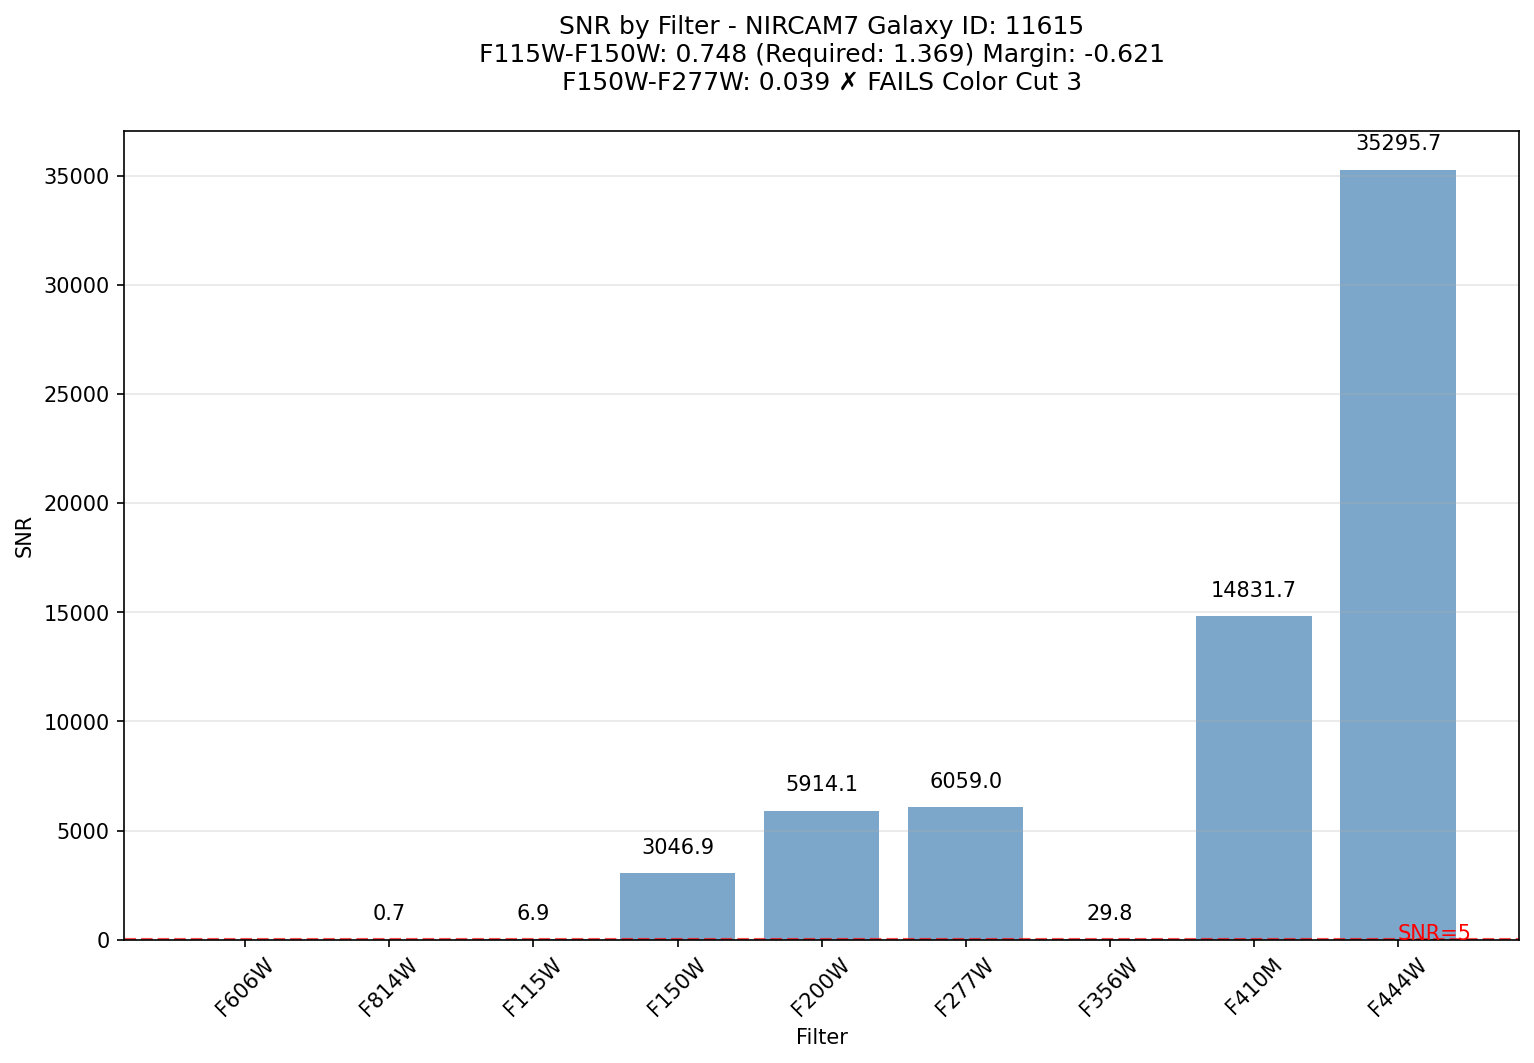 SNR by Filter - NIRCAM7 Galaxy ID: 11615
F115W-F150W: 0.748 (Required: 1.369) Margin: -0.621
F150W-F277W: 0.039 ✗ FAILS Color Cut 3
35295.7
35000
30000
25000
20000
15000
14831.7
10000
5914.1
6059.0
5000
3046.9
0.7
6.9
29.8
SNR=5
0
SNR
F606W
F814W
F115W
F150W
F200W
F277W
F356W
F410M
F444W
Filter